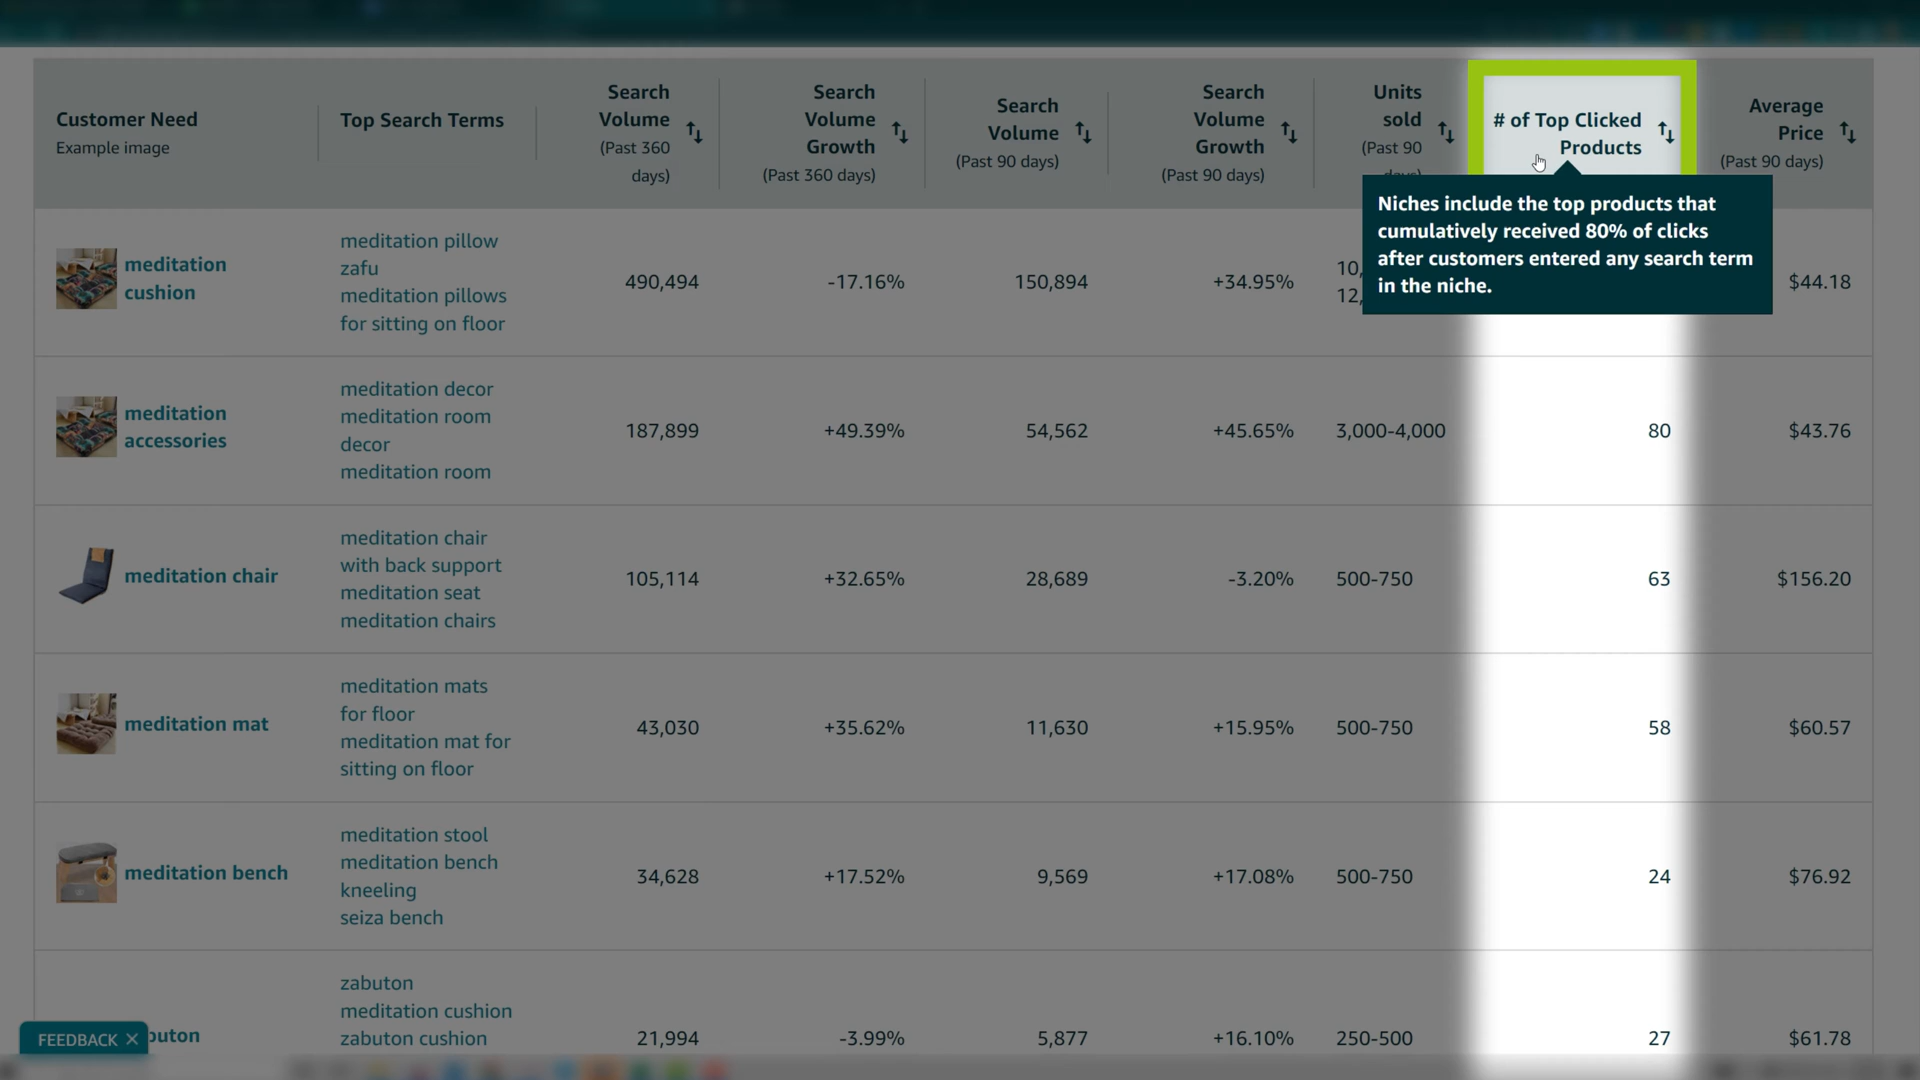 Customer Need
Example image
Top Search Terms
Search
Volume
(Past 360
days)
Search
Volume
Growth
(Past 360 days)
Search
Volume
(Past 90 days)
Search
Volume
Growth
(Past 90 days)
Units
sold
(Past 90
days)
# of Top Clicked
Products
Average
Price
(Past 90 days)
Niches include the top products that
cumulatively received 80% of clicks
after customers entered any search term
in the niche.
meditation
cushion
meditation pillow
zafu
meditation pillows
for sitting on floor
490,494
-17.16%
150,894
+34.95%
10,
12,
$44.18
meditation
accessories
meditation decor
meditation room
decor
meditation room
187,899
+49.39%
54,562
+45.65%
3,000-4,000
80
$43.76
meditation chair
meditation chair
with back support
meditation seat
meditation chairs
105,114
+32.65%
28,689
-3.20%
500-750
63
$156.20
meditation mat
meditation mats
for floor
meditation mat for
sitting on floor
43,030
+35.62%
11,630
+15.95%
500-750
58
$60.57
meditation bench
meditation stool
meditation bench
kneeling
seiza bench
34,628
+17.52%
9,569
+17.08%
500-750
24
$76.92
buton
zabuton
meditation cushion
zabuton cushion
21,994
-3.99%
5,877
+16.10%
250-500
27
$61.78
FEEDBACK